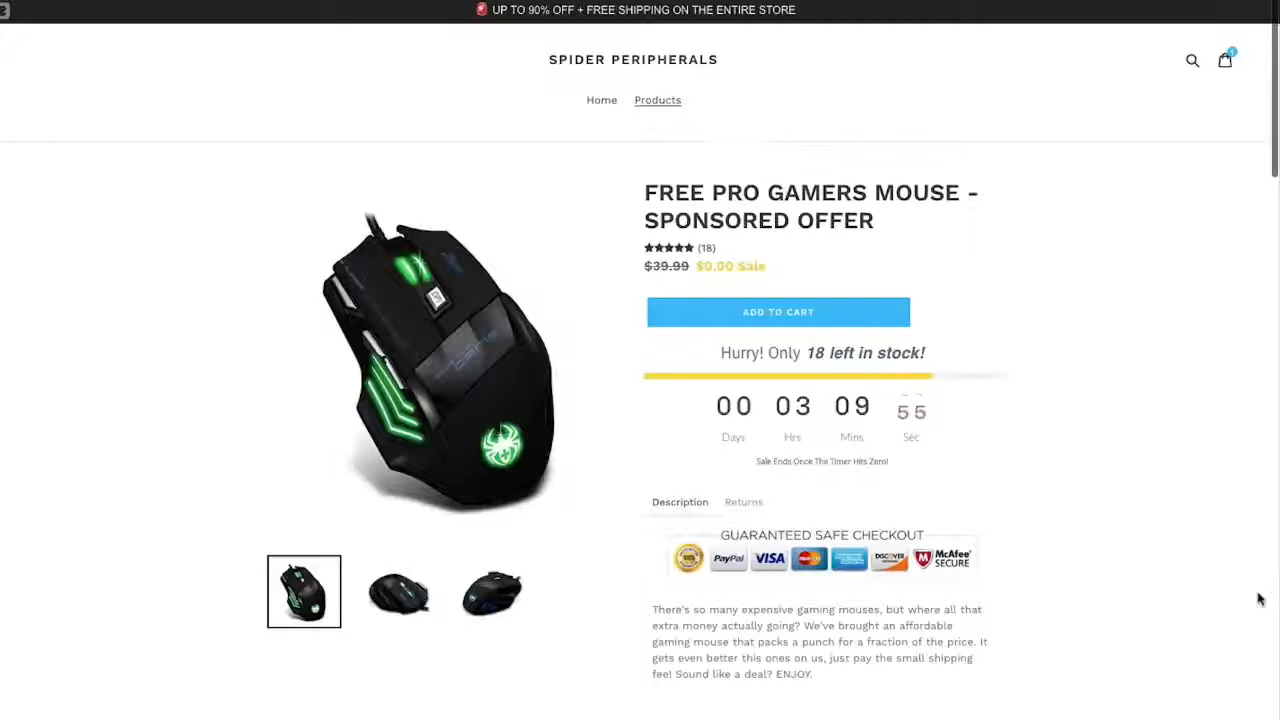 🚨 UP TO 90% OFF + FREE SHIPPING ON THE ENTIRE STORE
SPIDER PERIPHERALS
1
Home Products
FREE PRO GAMERS MOUSE -
SPONSORED OFFER
★★★★★ (18)
$39.99 $0.00 Sale
ADD TO CART
Hurry! Only 18 left in stock!
00 03 09 55
Days Hrs Mins Sec
Sale Ends Once The Timer Hits Zero!
Description Returns
GUARANTEED SAFE CHECKOUT
PayPal VISA DISCOVER McAfee
SECURE
There's so many expensive gaming mouses, but where all that
extra money actually going? We've brought an affordable
gaming mouse that packs a punch for a fraction of the price. It
gets even better this ones on us, just pay the small shipping
fee! Sound like a deal? ENJOY.